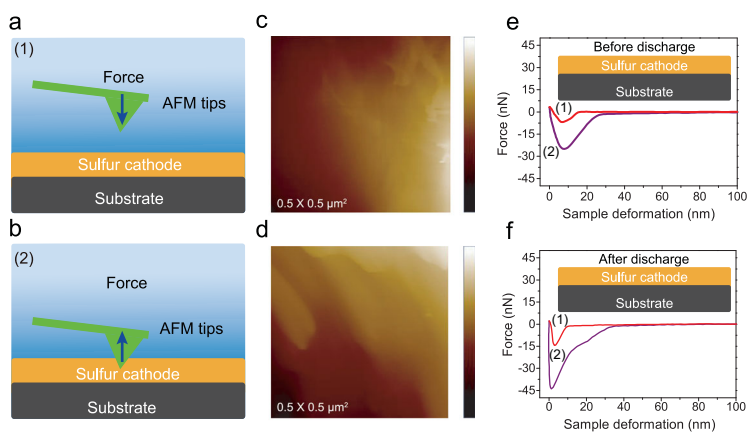 a
(1)
Force
AFM tips
Sulfur cathode
Substrate
b
(2)
Force
AFM tips
Sulfur cathode
Substrate
c
0.5 X 0.5 μm²
d
0.5 X 0.5 μm²
e
Before discharge
Sulfur cathode
Substrate
(1)
(2)
45
30
15
0
-15
-30
-45
Force (nN)
0 20 40 60 80 100
Sample deformation (nm)
f
After discharge
Sulfur cathode
Substrate
(1)
(2)
45
30
15
0
-15
-30
-45
Force (nN)
0 20 40 60 80 100
Sample deformation (nm)